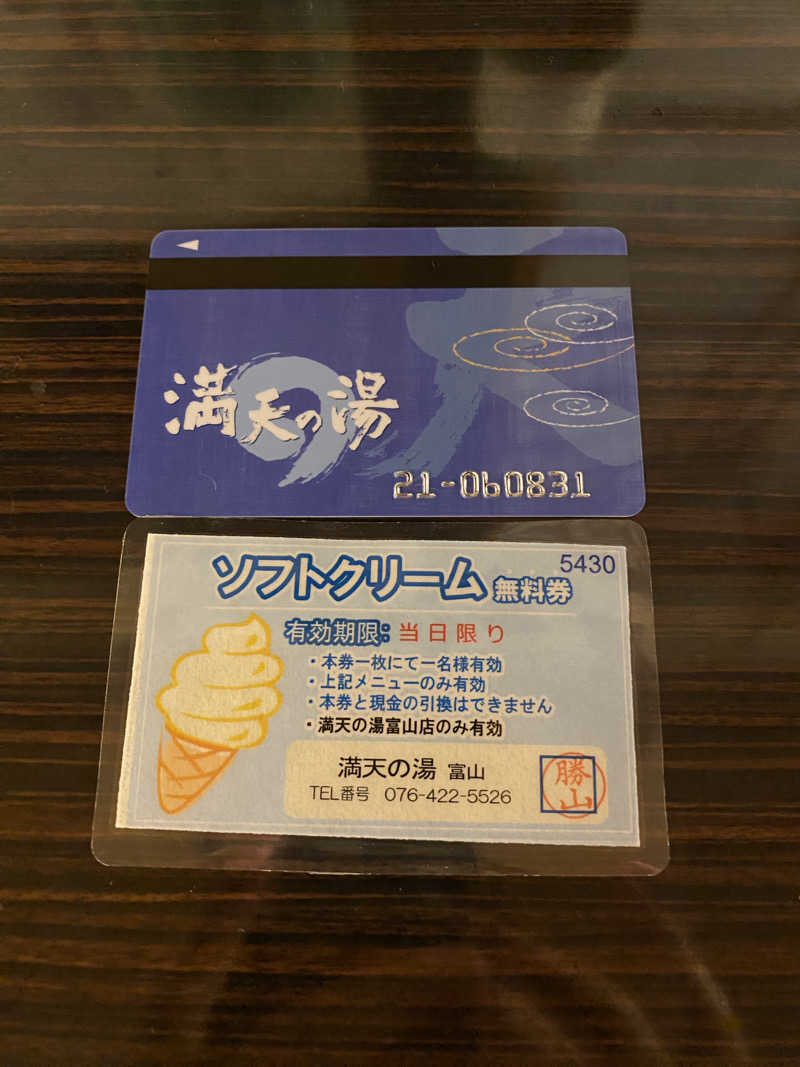 満天の湯
21-060831
ソフトクリーム 無料券
5430
有効期限：当日限り
・本券一枚にて一名様有効
・上記メニューのみ有効
・本券と現金の引換はできません
・満天の湯富山店のみ有効
満天の湯 富山
TEL番号 076-422-5526
勝山